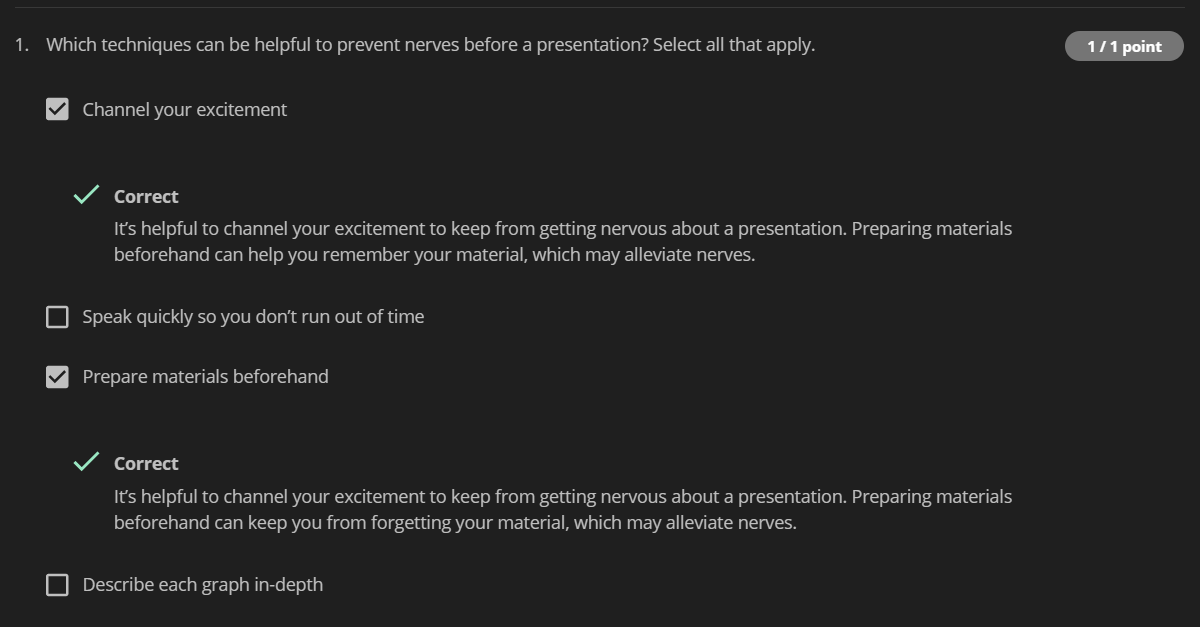 1. Which techniques can be helpful to prevent nerves before a presentation? Select all that apply.
1 / 1 point
Channel your excitement
Correct
It’s helpful to channel your excitement to keep from getting nervous about a presentation. Preparing materials
beforehand can help you remember your material, which may alleviate nerves.
Speak quickly so you don’t run out of time
Prepare materials beforehand
Correct
It’s helpful to channel your excitement to keep from getting nervous about a presentation. Preparing materials
beforehand can keep you from forgetting your material, which may alleviate nerves.
Describe each graph in-depth